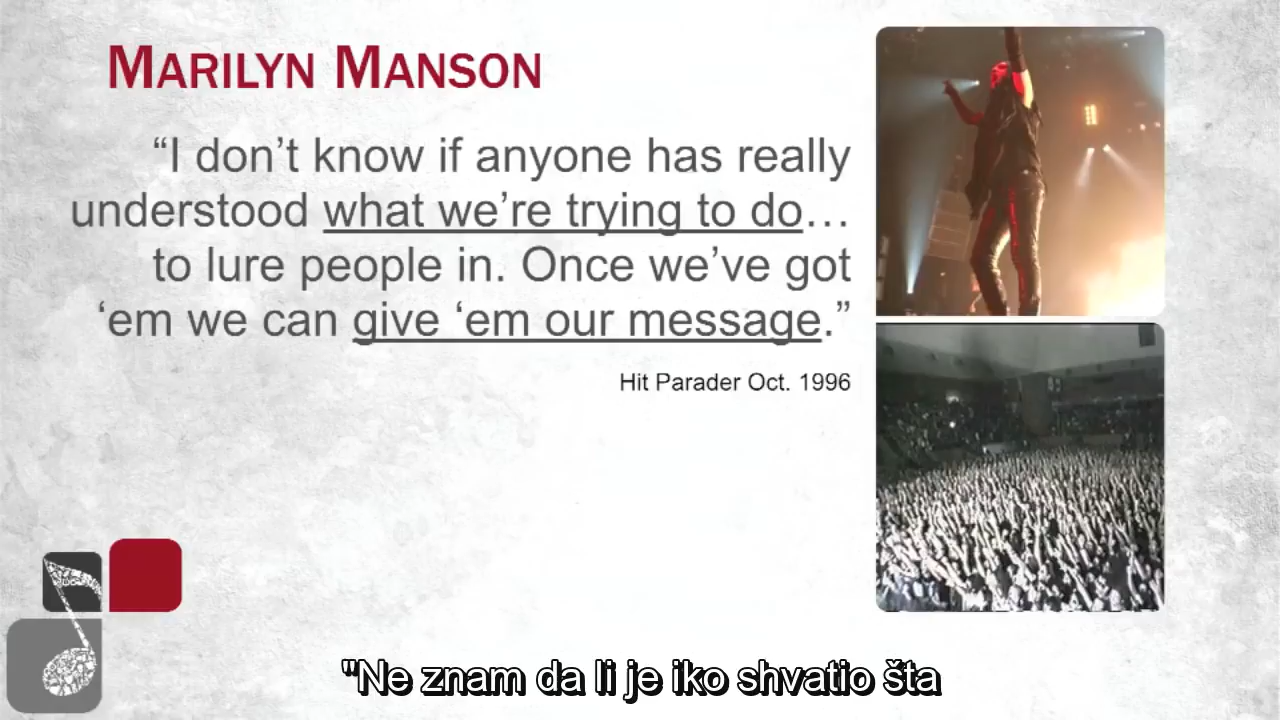 MARILYN MANSON
“I don’t know if anyone has really
understood what we’re trying to do…
to lure people in. Once we’ve got
‘em we can give ‘em our message.”
Hit Parader Oct. 1996
"Ne znam da li je iko shvatio šta